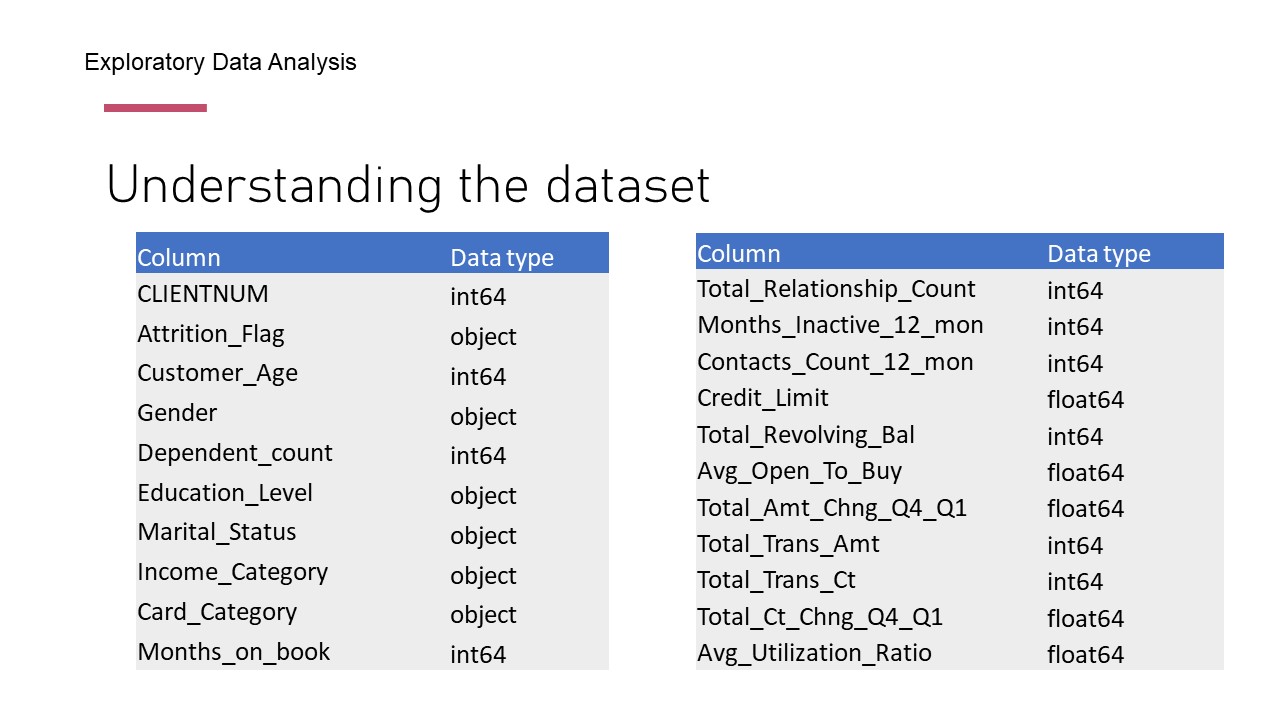 Exploratory Data Analysis
Understanding the dataset
Column Data type
CLIENTNUM int64
Attrition_Flag object
Customer_Age int64
Gender object
Dependent_count int64
Education_Level object
Marital_Status object
Income_Category object
Card_Category object
Months_on_book int64
Column Data type
Total_Relationship_Count int64
Months_Inactive_12_mon int64
Contacts_Count_12_mon int64
Credit_Limit float64
Total_Revolving_Bal int64
Avg_Open_To_Buy float64
Total_Amt_Chng_Q4_Q1 float64
Total_Trans_Amt int64
Total_Trans_Ct int64
Total_Ct_Chng_Q4_Q1 float64
Avg_Utilization_Ratio float64